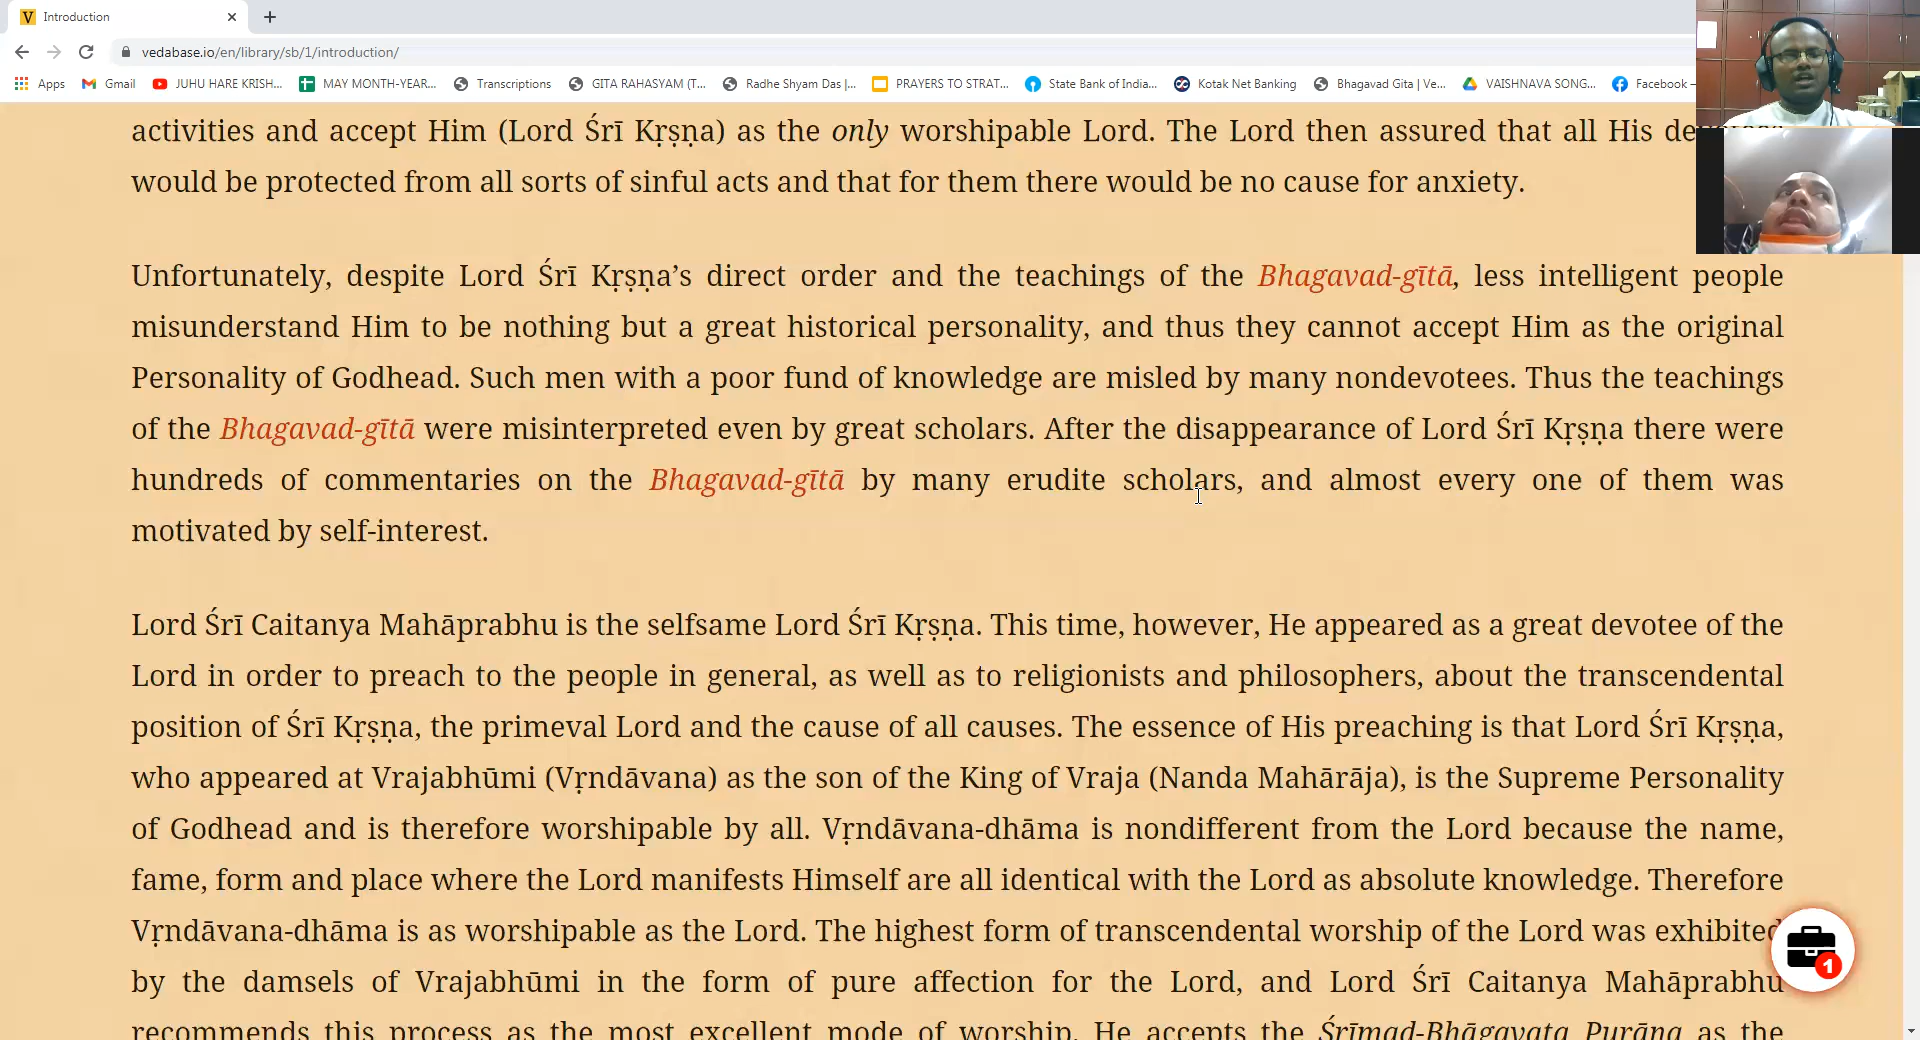 Introduction
vedabase.io/en/library/sb/1/introduction/
Apps Gmail JUHU HARE KRISH... MAY MONTH-YEAR... Transcriptions GITA RAHASYAM (T... Radhe Shyam Das |... PRAYERS TO STRAT... State Bank of India... Kotak Net Banking Bhagavad Gita | Ve... VAISHNAVA SONG... Facebook –
activities and accept Him (Lord Śrī Kṛṣṇa) as the only worshipable Lord. The Lord then assured that all His
would be protected from all sorts of sinful acts and that for them there would be no cause for anxiety.
Unfortunately, despite Lord Śrī Kṛṣṇa’s direct order and the teachings of the Bhagavad-gītā, less intelligent people
misunderstand Him to be nothing but a great historical personality, and thus they cannot accept Him as the original
Personality of Godhead. Such men with a poor fund of knowledge are misled by many nondevotees. Thus the teachings
of the Bhagavad-gītā were misinterpreted even by great scholars. After the disappearance of Lord Śrī Kṛṣṇa there were
hundreds of commentaries on the Bhagavad-gītā by many erudite scholars, and almost every one of them was
motivated by self-interest.
Lord Śrī Caitanya Mahāprabhu is the selfsame Lord Śrī Kṛṣṇa. This time, however, He appeared as a great devotee of the
Lord in order to preach to the people in general, as well as to religionists and philosophers, about the transcendental
position of Śrī Kṛṣṇa, the primeval Lord and the cause of all causes. The essence of His preaching is that Lord Śrī Kṛṣṇa,
who appeared at Vrajabhūmi (Vṛndāvana) as the son of the King of Vraja (Nanda Mahārāja), is the Supreme Personality
of Godhead and is therefore worshipable by all. Vṛndāvana-dhāma is nondifferent from the Lord because the name,
fame, form and place where the Lord manifests Himself are all identical with the Lord as absolute knowledge. Therefore
Vṛndāvana-dhāma is as worshipable as the Lord. The highest form of transcendental worship of the Lord was exhibited
1
by the damsels of Vrajabhūmi in the form of pure affection for the Lord, and Lord Śrī Caitanya Mahāprabhu
recommends this process as the most excellent mode of worship. He accepts the Śrīmad-Bhāgavata Purāṇa as the